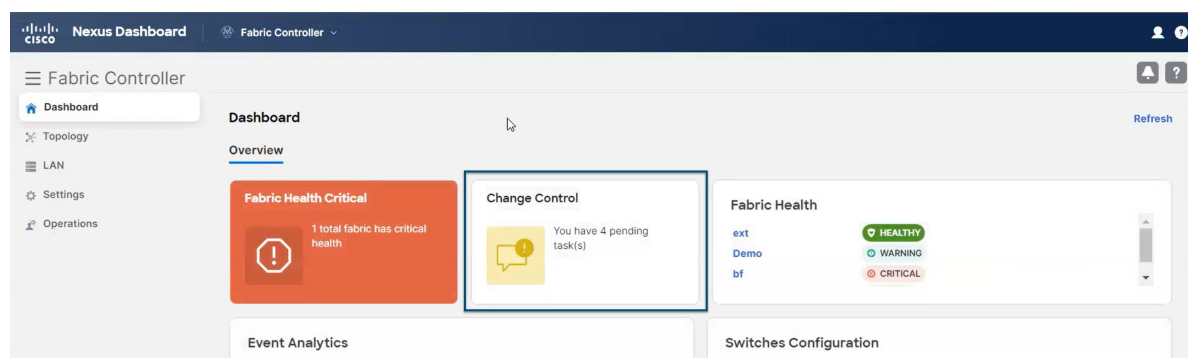 CISCO
Nexus Dashboard
Fabric Controller
?
Fabric Controller
?
Dashboard
Topology
LAN
Settings
Operations
Dashboard
Refresh
Overview
Fabric Health Critical
1 total fabric has critical
health
Change Control
You have 4 pending
task(s)
Fabric Health
ext HEALTHY
Demo WARNING
bf CRITICAL
Event Analytics
Switches Configuration